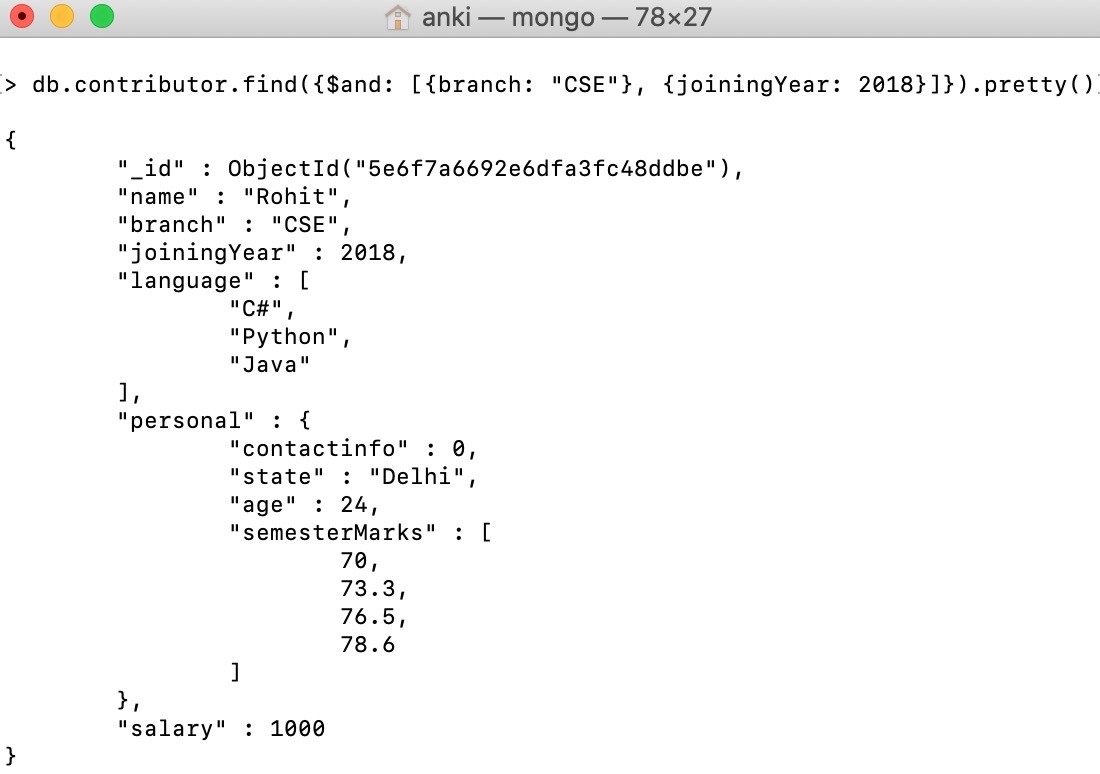 anki — mongo — 78×27
[> db.contributor.find({$and: [{branch: "CSE"}, {joiningYear: 2018}]}).pretty()]
{
        "_id" : ObjectId("5e6f7a6692e6dfa3fc48ddbe"),
        "name" : "Rohit",
        "branch" : "CSE",
        "joiningYear" : 2018,
        "language" : [
                "C#",
                "Python",
                "Java"
        ],
        "personal" : {
                "contactinfo" : 0,
                "state" : "Delhi",
                "age" : 24,
                "semesterMarks" : [
                        70,
                        73.3,
                        76.5,
                        78.6
                ]
        },
        "salary" : 1000
}